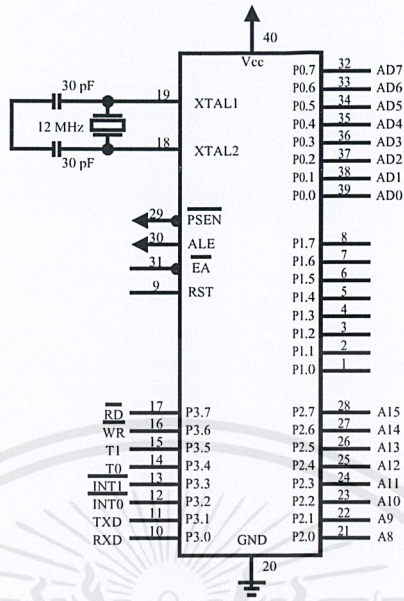 40
Vcc
30 pF
12 MHz
30 pF
19 XTAL1
18 XTAL2
29 PSEN
30 ALE
31 EA
9 RST
RD 17 P3.7
WR 16 P3.6
T1 15 P3.5
T0 14 P3.4
INT1 13 P3.3
INT0 12 P3.2
TXD 11 P3.1
RXD 10 P3.0
P0.7 32 AD7
P0.6 33 AD6
P0.5 34 AD5
P0.4 35 AD4
P0.3 36 AD3
P0.2 37 AD2
P0.1 38 AD1
P0.0 39 AD0
P1.7 8
P1.6 7
P1.5 6
P1.4 5
P1.3 4
P1.2 3
P1.1 2
P1.0 1
P2.7 28 A15
P2.6 27 A14
P2.5 26 A13
P2.4 25 A12
P2.3 24 A11
P2.2 23 A10
P2.1 22 A9
P2.0 21 A8
GND
20